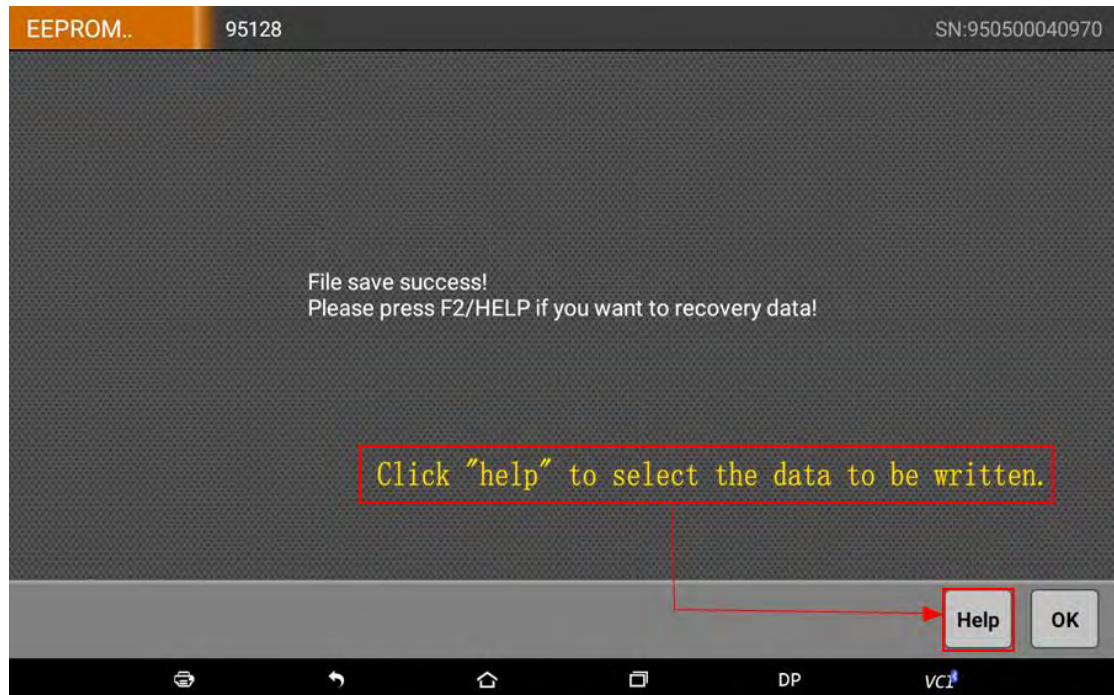 EEPROM.. 95128 SN:950500040970
File save success!
Please press F2/HELP if you want to recovery data!
Click "help" to select the data to be written.
Help OK
DP VCI